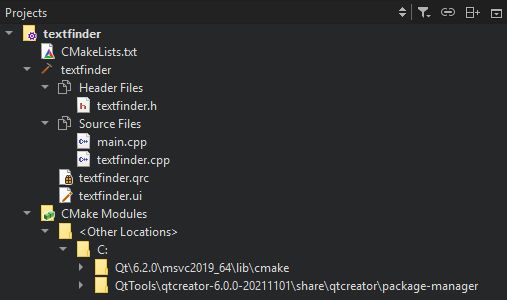 Projects
textfinder
CMakeLists.txt
textfinder
Header Files
textfinder.h
Source Files
main.cpp
textfinder.cpp
textfinder.qrc
textfinder.ui
CMake Modules
<Other Locations>
C:
Qt\6.2.0\msvc2019_64\lib\cmake
QtTools\qtcreator-6.0.0-20211101\share\qtcreator\package-manager